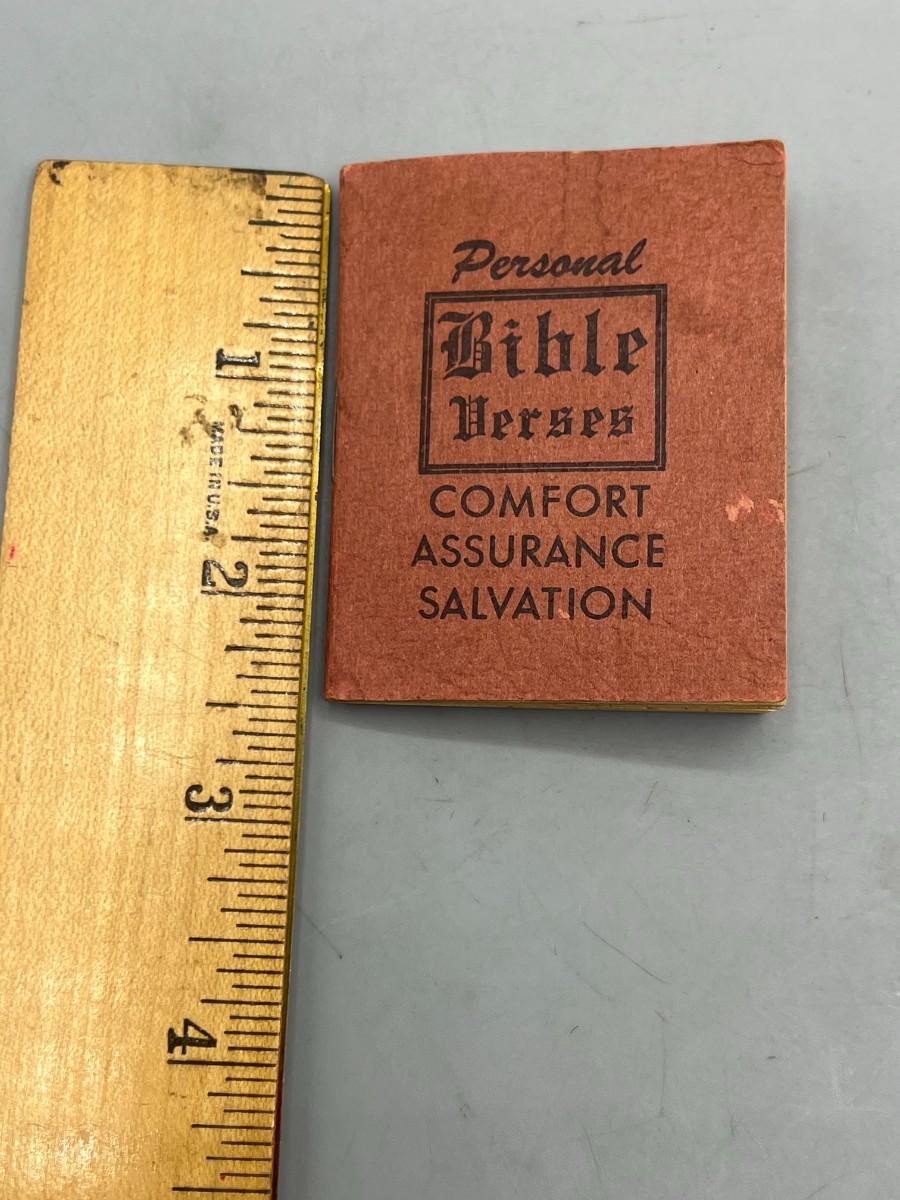 Personal
Bible
Verses
COMFORT
ASSURANCE
SALVATION
1
MADE IN U.S.A.
2
3
4